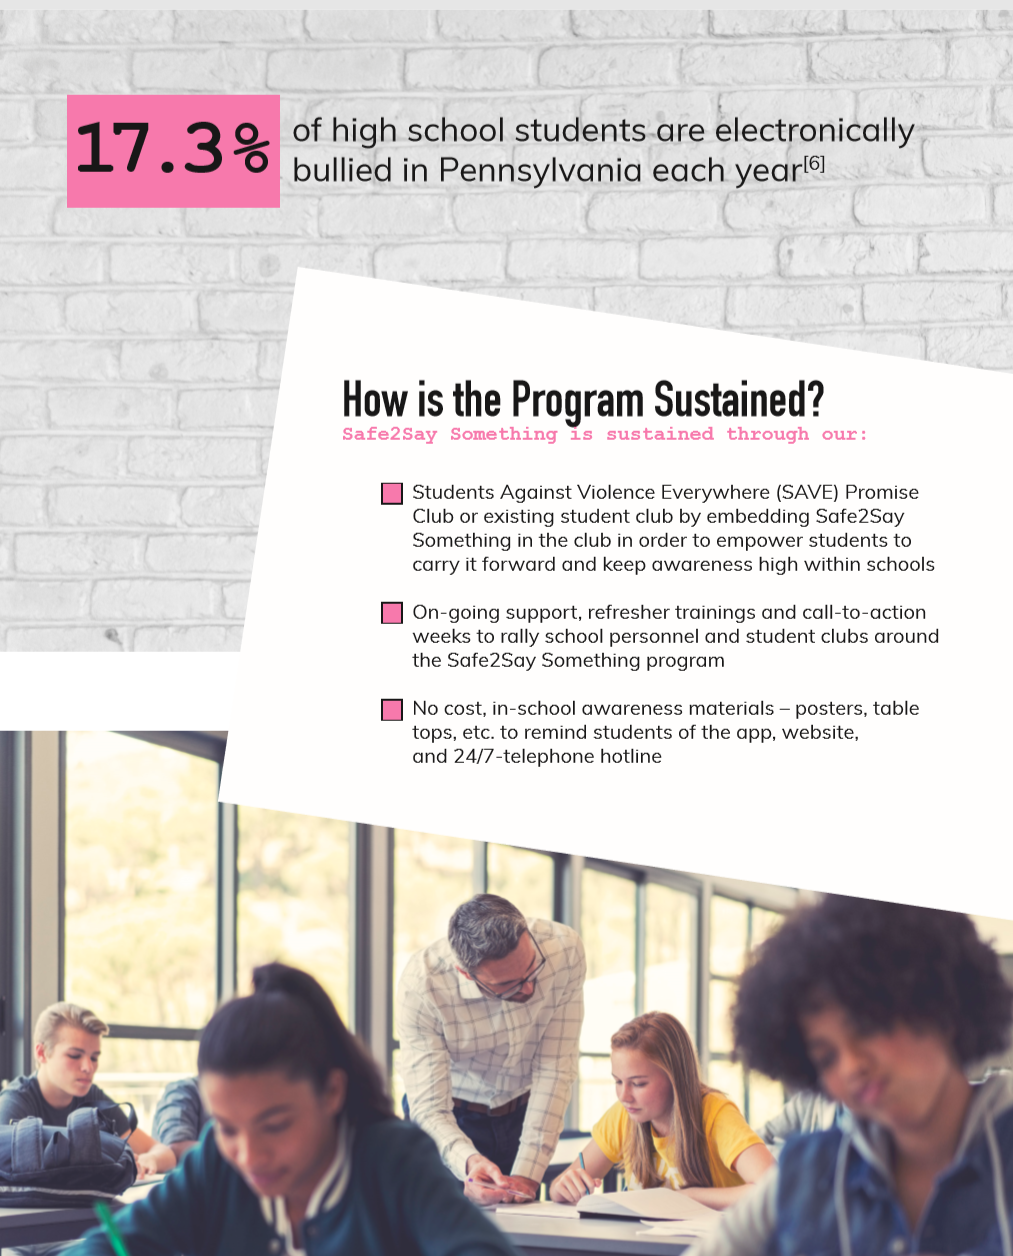 17.3%
of high school students are electronically
bullied in Pennsylvania each year[6]
How is the Program Sustained?
Safe2Say Something is sustained through our:
Students Against Violence Everywhere (SAVE) Promise
Club or existing student club by embedding Safe2Say
Something in the club in order to empower students to
carry it forward and keep awareness high within schools
On-going support, refresher trainings and call-to-action
weeks to rally school personnel and student clubs around
the Safe2Say Something program
No cost, in-school awareness materials – posters, table
tops, etc. to remind students of the app, website,
and 24/7-telephone hotline